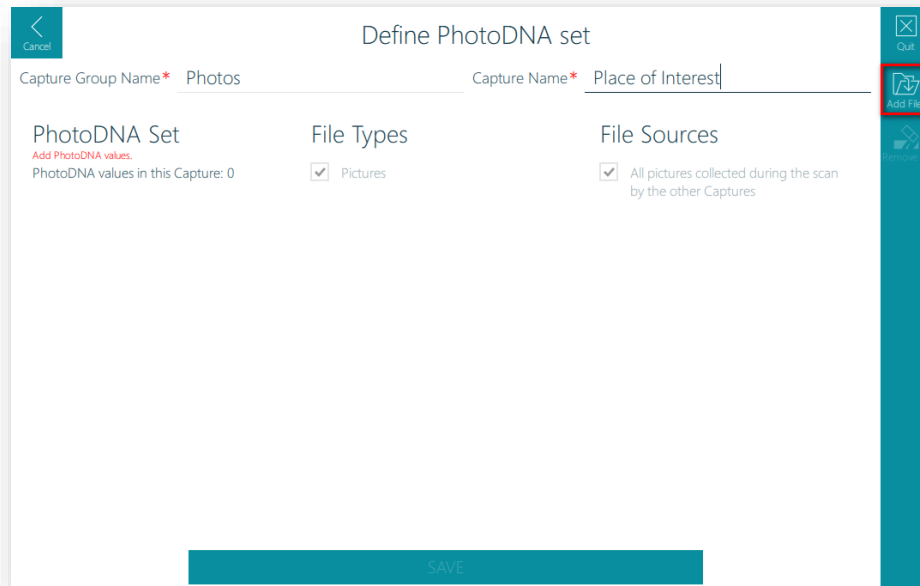 Cancel
Define PhotoDNA set
Quit
Capture Group Name* Photos
Capture Name* Place of Interest
Add File
PhotoDNA Set
File Types
File Sources
Remove
Add PhotoDNA values.
PhotoDNA values in this Capture: 0
Pictures
All pictures collected during the scan
by the other Captures
SAVE